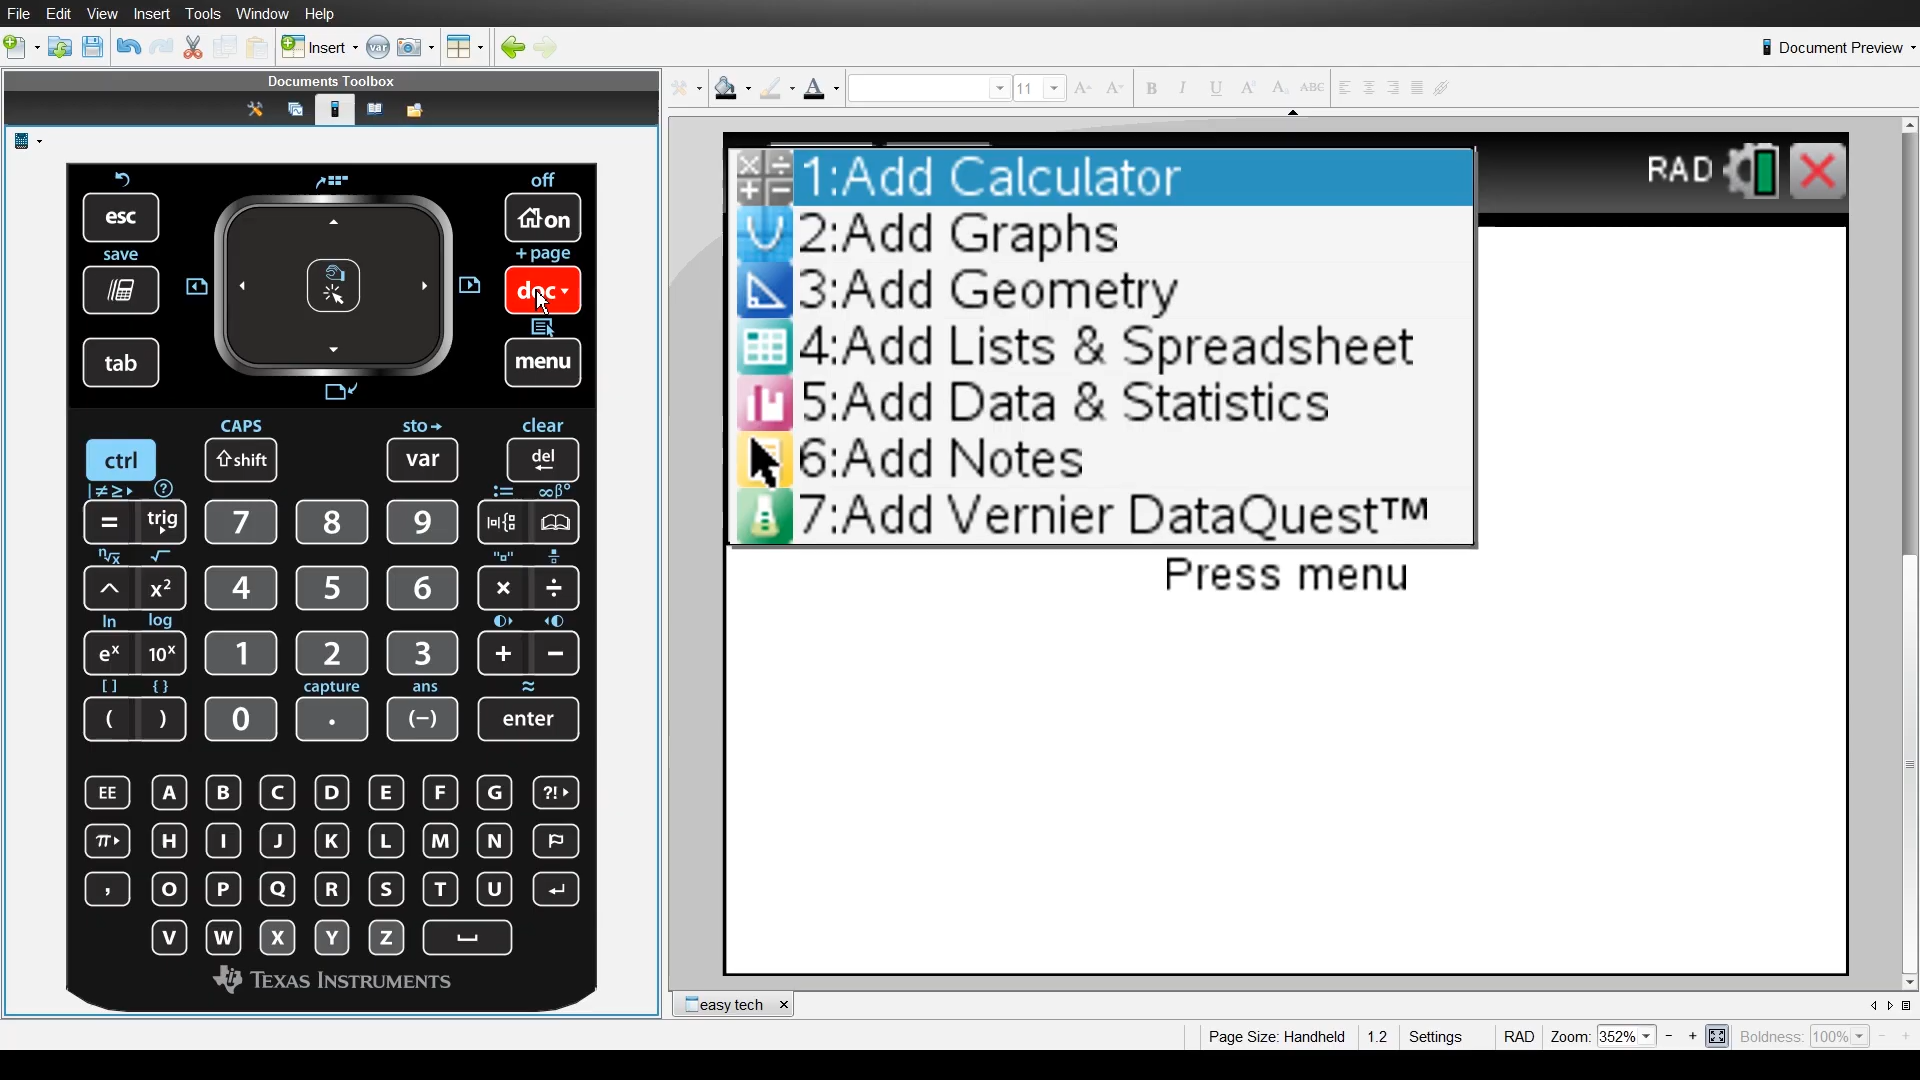 File Edit View Insert Tools Window Help
Insert var Document Preview
Documents Toolbox
11 A A B I U A A ABC
off
esc on
save + page
doc
tab menu
CAPS sto→ clear
ctrl ⇧shift var del
|≠≥▸ ? := ∞β°
= trig 7 8 9
ⁿ√x √ "▫"
^ x² 4 5 6 × ÷
ln log
eˣ 10ˣ 1 2 3 + −
[ ] { } capture ans ≈
( ) 0 . (−) enter
EE A B C D E F G ?!▸
π▸ H I J K L M N
, O P Q R S T U ↵
V W X Y Z
TEXAS INSTRUMENTS
RAD
1:Add Calculator
2:Add Graphs
3:Add Geometry
4:Add Lists & Spreadsheet
5:Add Data & Statistics
6:Add Notes
7:Add Vernier DataQuest™
Press menu
easy tech
Page Size: Handheld 1.2 Settings RAD Zoom: 352% − + Boldness: 100% − +